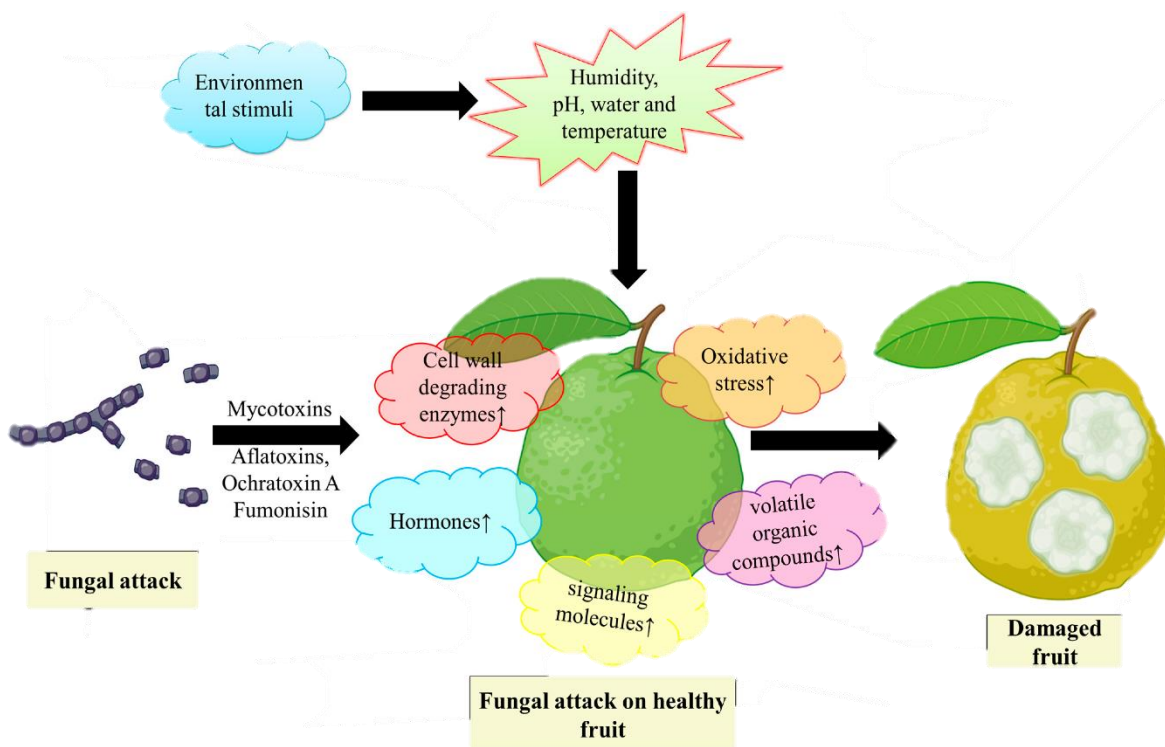 Environmen
tal stimuli
Humidity,
pH, water and
temperature
Cell wall
degrading
enzymes↑
Oxidative
stress↑
Mycotoxins
Aflatoxins,
Ochratoxin A
Fumonisin
Hormones↑
volatile
organic
compounds↑
signaling
molecules↑
Fungal attack
Fungal attack on healthy
fruit
Damaged
fruit